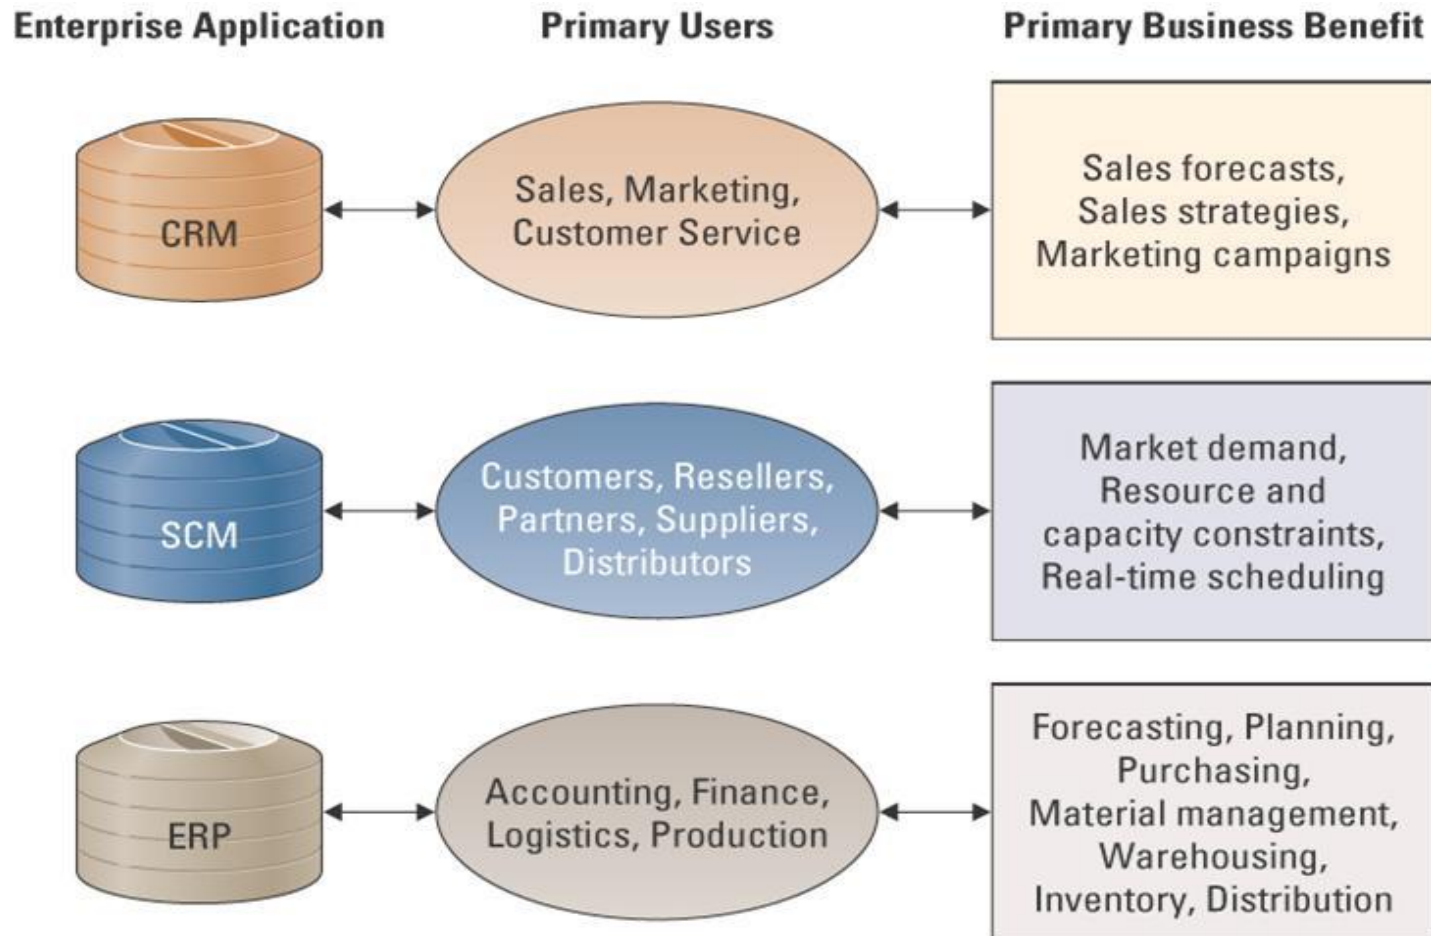 Enterprise Application
Primary Users
Primary Business Benefit
CRM
Sales, Marketing,
Customer Service
Sales forecasts,
Sales strategies,
Marketing campaigns
SCM
Customers, Resellers,
Partners, Suppliers,
Distributors
Market demand,
Resource and
capacity constraints,
Real-time scheduling
ERP
Accounting, Finance,
Logistics, Production
Forecasting, Planning,
Purchasing,
Material management,
Warehousing,
Inventory, Distribution